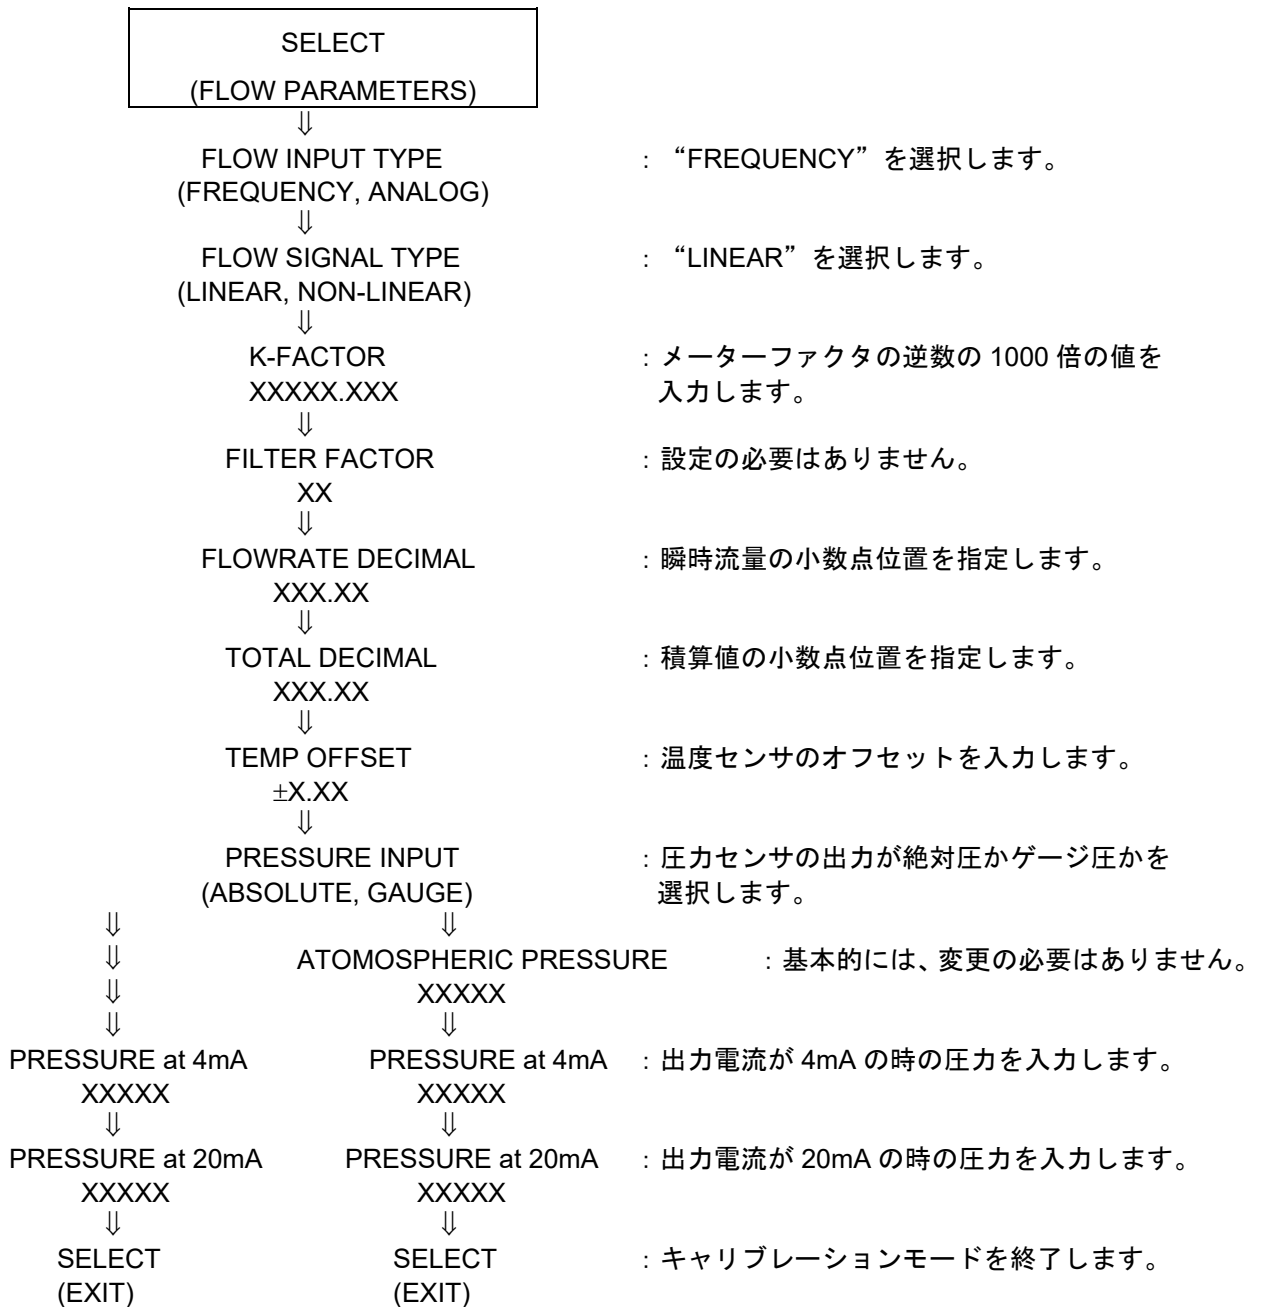 SELECT
(FLOW PARAMETERS)
⇓
FLOW INPUT TYPE : “FREQUENCY”を選択します。
(FREQUENCY, ANALOG)
⇓
FLOW SIGNAL TYPE : “LINEAR”を選択します。
(LINEAR, NON-LINEAR)
⇓
K-FACTOR : メーターファクタの逆数の 1000 倍の値を
XXXXX.XXX 入力します。
⇓
FILTER FACTOR : 設定の必要はありません。
XX
⇓
FLOWRATE DECIMAL : 瞬時流量の小数点位置を指定します。
XXX.XX
⇓
TOTAL DECIMAL : 積算値の小数点位置を指定します。
XXX.XX
⇓
TEMP OFFSET : 温度センサのオフセットを入力します。
±X.XX
⇓
PRESSURE INPUT : 圧力センサの出力が絶対圧かゲージ圧かを
(ABSOLUTE, GAUGE) 選択します。
⇓ ⇓
⇓ ATOMOSPHERIC PRESSURE : 基本的には、変更の必要はありません。
⇓ XXXXX
⇓ ⇓
PRESSURE at 4mA PRESSURE at 4mA : 出力電流が 4mA の時の圧力を入力します。
XXXXX XXXXX
⇓ ⇓
PRESSURE at 20mA PRESSURE at 20mA : 出力電流が 20mA の時の圧力を入力します。
XXXXX XXXXX
⇓ ⇓
SELECT SELECT : キャリブレーションモードを終了します。
(EXIT) (EXIT)